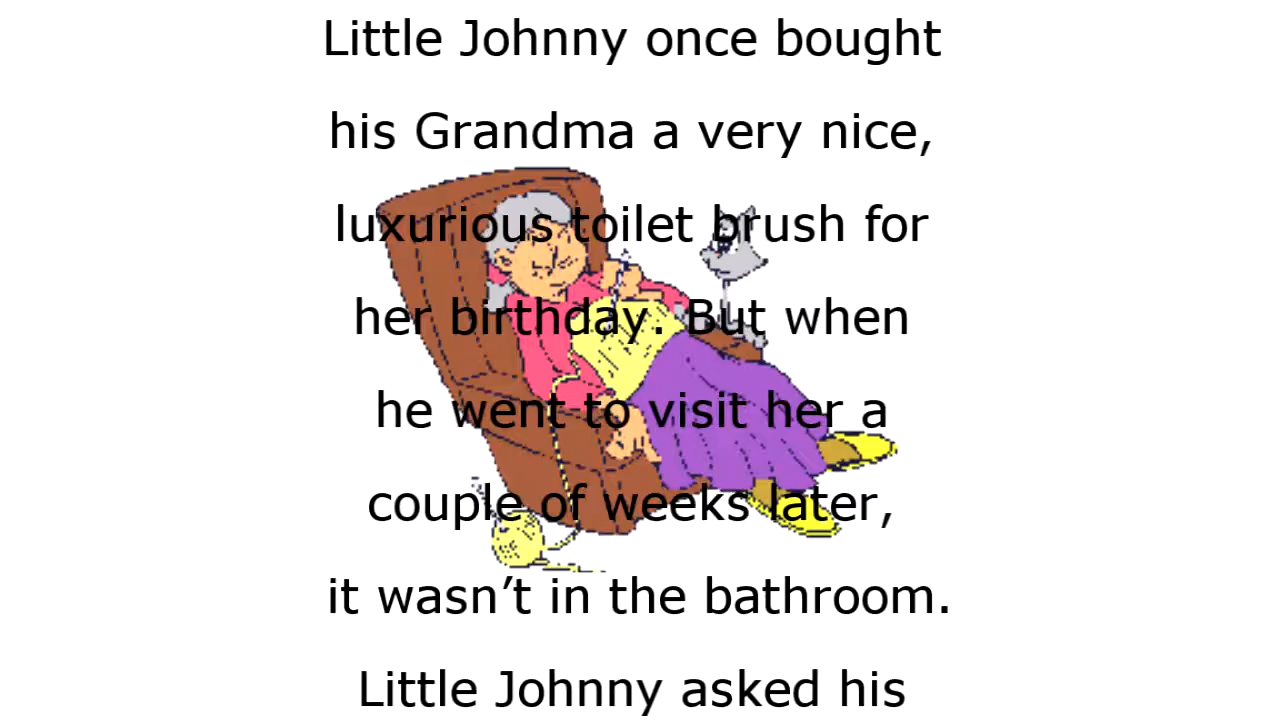 Little Johnny once bought
his Grandma a very nice,
luxurious toilet brush for
her birthday. But when
he went to visit her a
couple of weeks later,
it wasn’t in the bathroom.
Little Johnny asked his